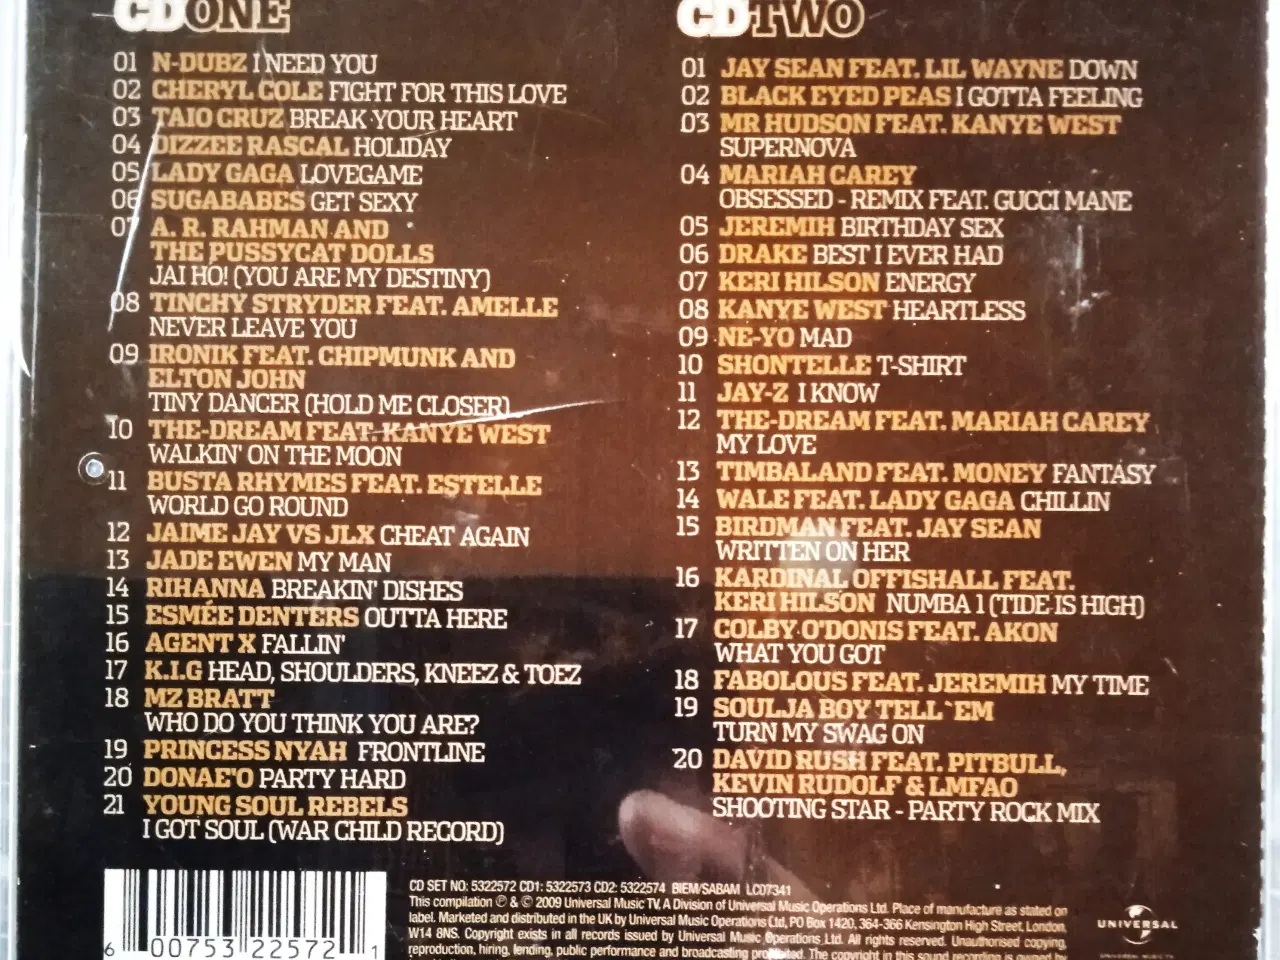 CD ONE
01 N-DUBZ I NEED YOU
02 CHERYL COLE FIGHT FOR THIS LOVE
03 TAIO CRUZ BREAK YOUR HEART
04 DIZZEE RASCAL HOLIDAY
05 LADY GAGA LOVEGAME
06 SUGABABES GET SEXY
07 A. R. RAHMAN AND
THE PUSSYCAT DOLLS
JAI HO! (YOU ARE MY DESTINY)
08 TINCHY STRYDER FEAT. AMELLE
NEVER LEAVE YOU
09 IRONIK FEAT. CHIPMUNK AND
ELTON JOHN
TINY DANCER (HOLD ME CLOSER)
10 THE-DREAM FEAT. KANYE WEST
WALKIN' ON THE MOON
11 BUSTA RHYMES FEAT. ESTELLE
WORLD GO ROUND
12 JAIME JAY VS JLX CHEAT AGAIN
13 JADE EWEN MY MAN
14 RIHANNA BREAKIN' DISHES
15 ESMÉE DENTERS OUTTA HERE
16 AGENT X FALLIN'
17 K.I.G HEAD, SHOULDERS, KNEEZ & TOEZ
18 MZ BRATT
WHO DO YOU THINK YOU ARE?
19 PRINCESS NYAH FRONTLINE
20 DONAE'O PARTY HARD
21 YOUNG SOUL REBELS
I GOT SOUL (WAR CHILD RECORD)
CD TWO
01 JAY SEAN FEAT. LIL WAYNE DOWN
02 BLACK EYED PEAS I GOTTA FEELING
03 MR HUDSON FEAT. KANYE WEST
SUPERNOVA
04 MARIAH CAREY
OBSESSED - REMIX FEAT. GUCCI MANE
05 JEREMIH BIRTHDAY SEX
06 DRAKE BEST I EVER HAD
07 KERI HILSON ENERGY
08 KANYE WEST HEARTLESS
09 NE-YO MAD
10 SHONTELLE T-SHIRT
11 JAY-Z I KNOW
12 THE-DREAM FEAT. MARIAH CAREY
MY LOVE
13 TIMBALAND FEAT. MONEY FANTASY
14 WALE FEAT. LADY GAGA CHILLIN
15 BIRDMAN FEAT. JAY SEAN
WRITTEN ON HER
16 KARDINAL OFFISHALL FEAT.
KERI HILSON NUMBA 1 (TIDE IS HIGH)
17 COLBY O'DONIS FEAT. AKON
WHAT YOU GOT
18 FABOLOUS FEAT. JEREMIH MY TIME
19 SOULJA BOY TELL`EM
TURN MY SWAG ON
20 DAVID RUSH FEAT. PITBULL,
KEVIN RUDOLF & LMFAO
SHOOTING STAR - PARTY ROCK MIX
6 00753 22572 1
CD SET NO: 5322572 CD1: 5322573 CD2: 5322574 BIEM/SABAM LC07341
This compilation ℗ & © 2009 Universal Music TV, A Division of Universal Music Operations Ltd. Place of manufacture as stated on
label. Marketed and distributed in the UK by Universal Music Operations Ltd, PO Box 1420, 364-366 Kensington High Street, London,
W14 8NS. Copyright exists in all records issued by Universal Music Operations Ltd. All rights reserved. Unauthorised copying,
reproduction, hiring, lending, public performance and broadcasting prohibited. The copyright in this sound recording is owned by
UNIVERSAL
UNIVERSAL MUSIC TV